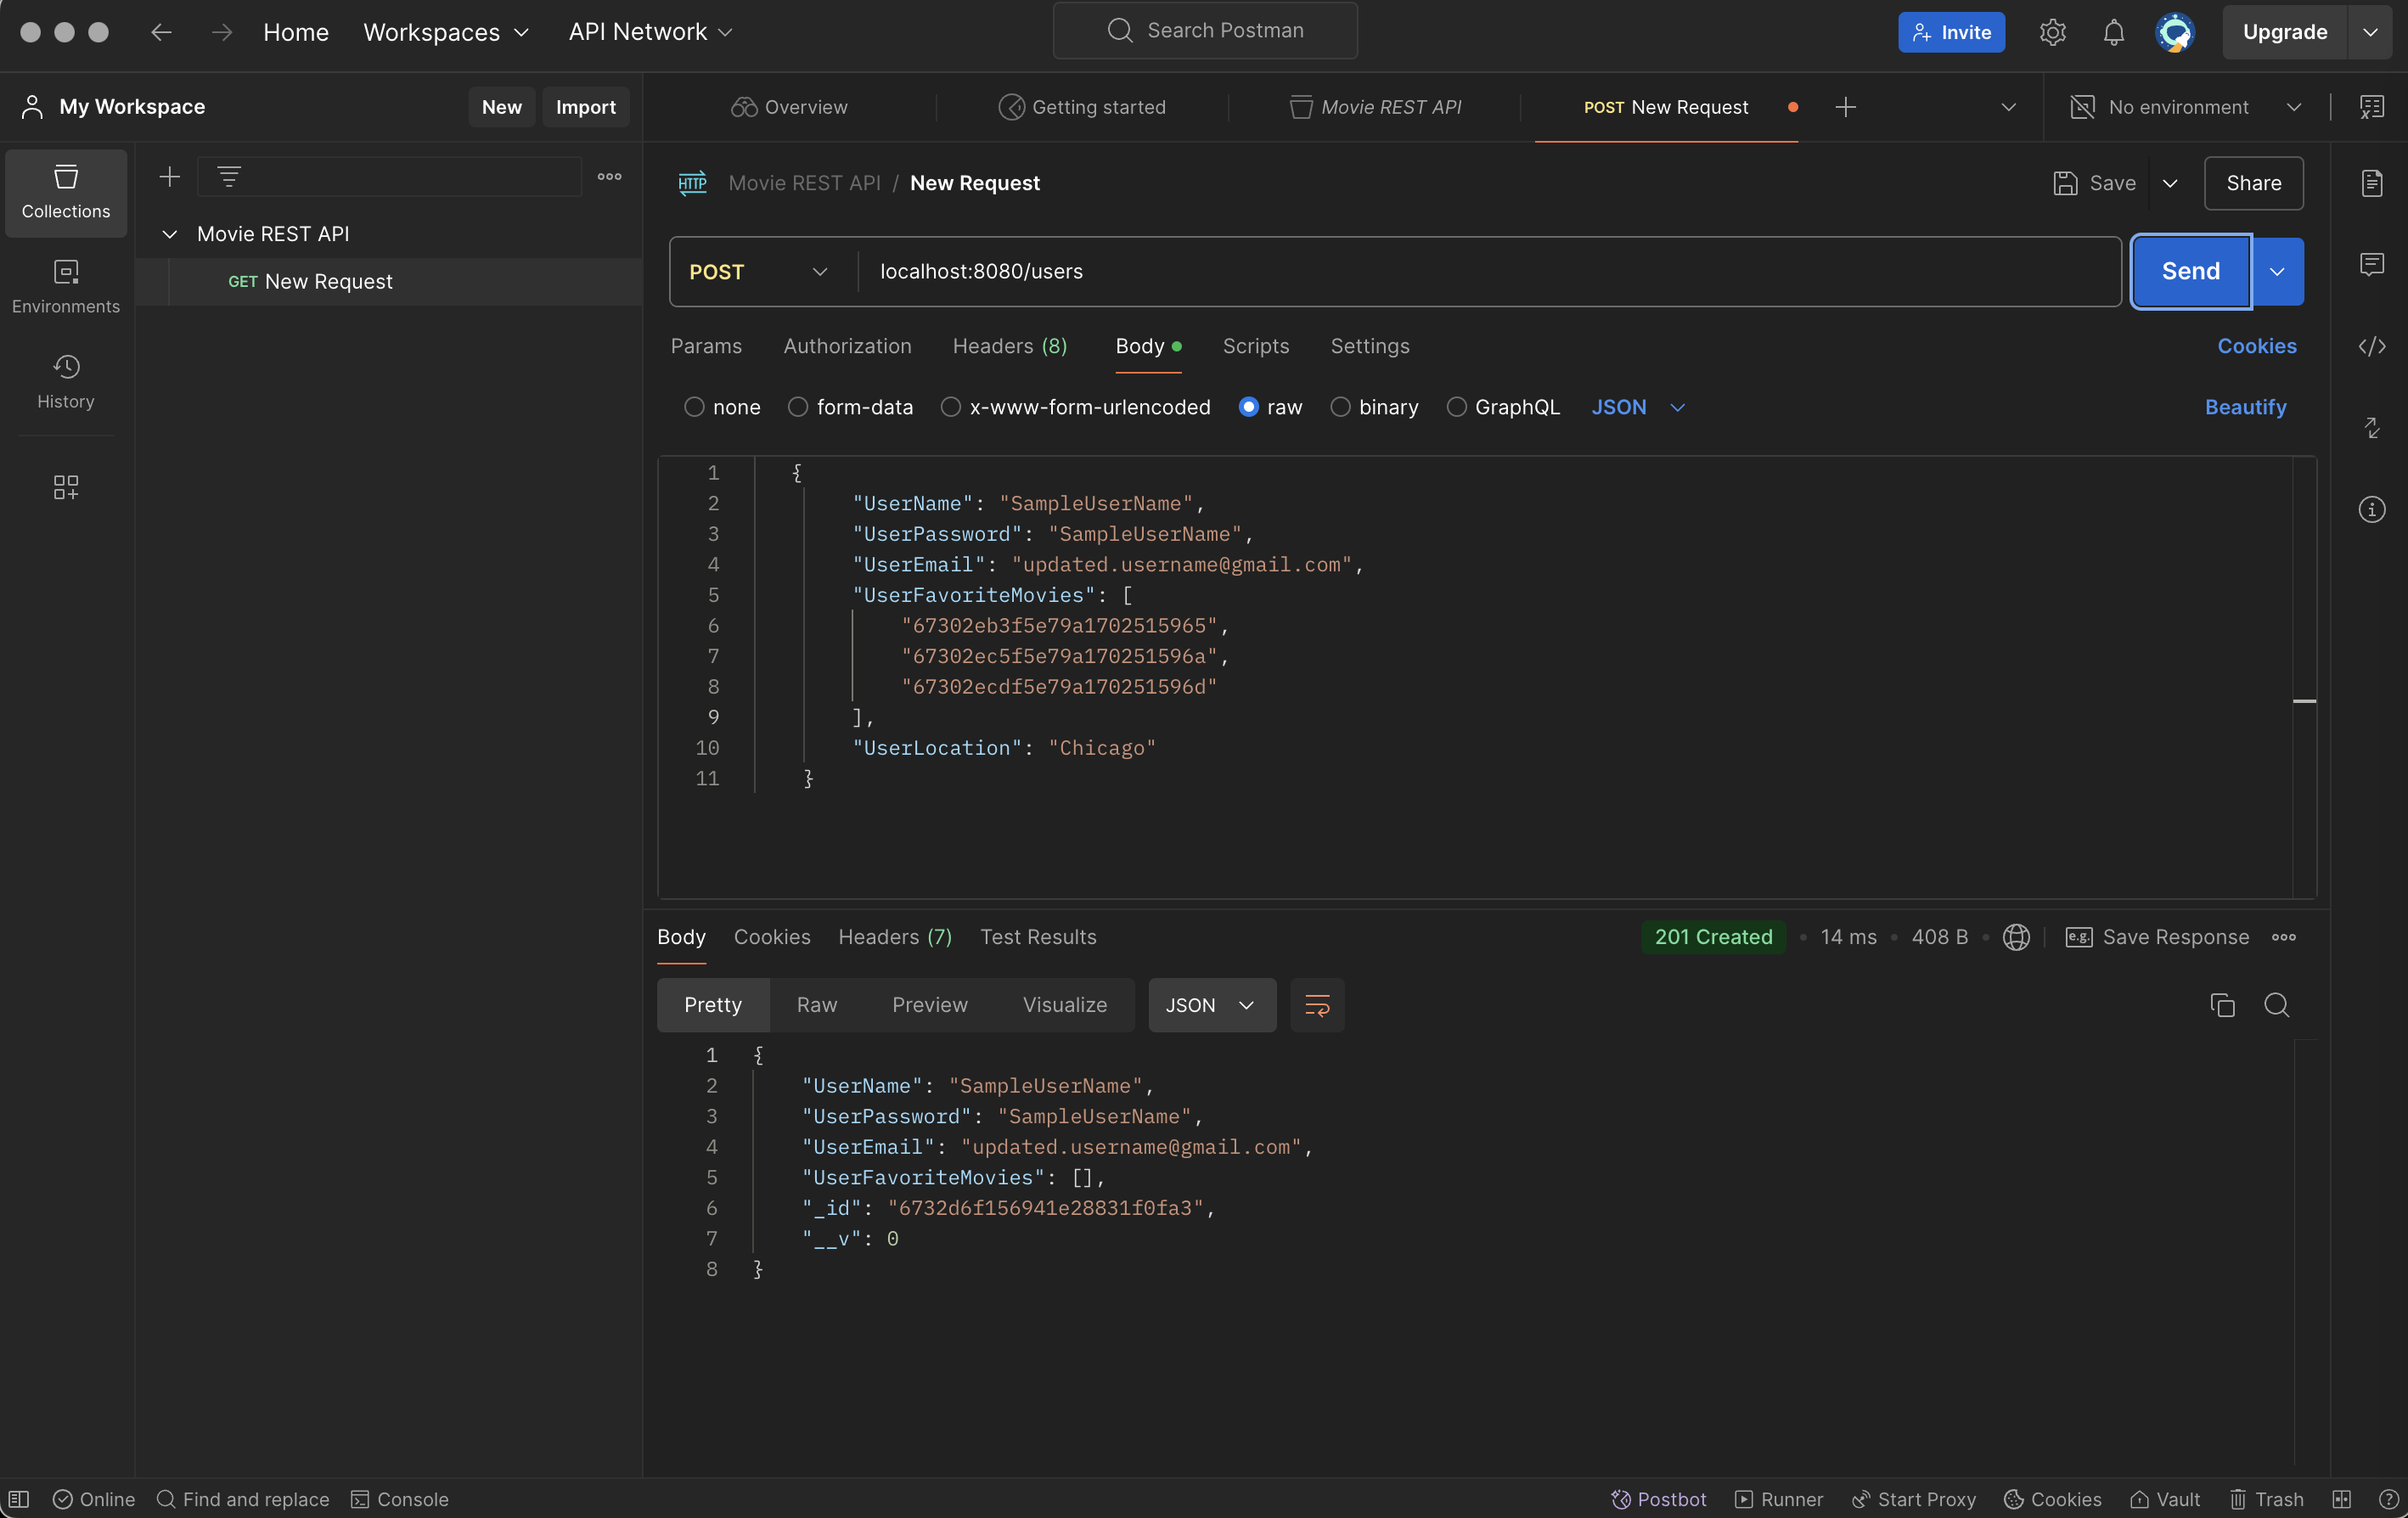 Home Workspaces API Network Search Postman Invite Upgrade
My Workspace New Import Overview Getting started Movie REST API POST New Request No environment
Collections
Environments
History
Movie REST API
GET New Request
HTTP Movie REST API / New Request Save Share
POST localhost:8080/users Send
Params Authorization Headers (8) Body Scripts Settings Cookies
none form-data x-www-form-urlencoded raw binary GraphQL JSON Beautify
1 {
2 "UserName": "SampleUserName",
3 "UserPassword": "SampleUserName",
4 "UserEmail": "updated.username@gmail.com",
5 "UserFavoriteMovies": [
6 "67302eb3f5e79a1702515965",
7 "67302ec5f5e79a170251596a",
8 "67302ecdf5e79a170251596d"
9 ],
10 "UserLocation": "Chicago"
11 }
Body Cookies Headers (7) Test Results 201 Created • 14 ms • 408 B • e.g. Save Response
Pretty Raw Preview Visualize JSON
1 {
2 "UserName": "SampleUserName",
3 "UserPassword": "SampleUserName",
4 "UserEmail": "updated.username@gmail.com",
5 "UserFavoriteMovies": [],
6 "_id": "6732d6f156941e28831f0fa3",
7 "__v": 0
8 }
Online Find and replace Console Postbot Runner Start Proxy Cookies Vault Trash